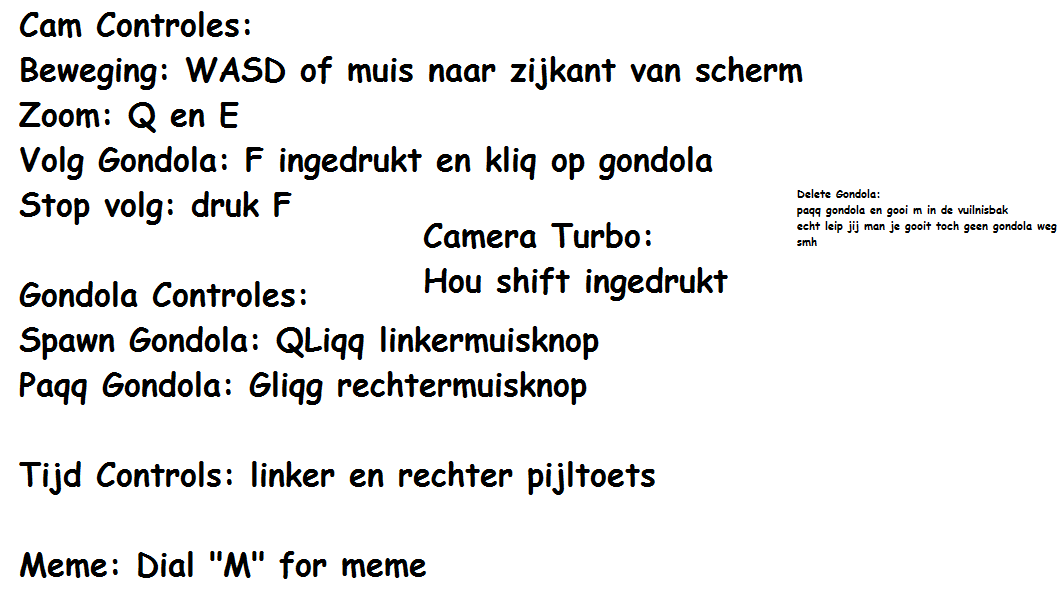 Cam Controles:
Beweging: WASD of muis naar zijkant van scherm
Zoom: Q en E
Volg Gondola: F ingedrukt en kliq op gondola
Stop volg: druk F
Camera Turbo:
Hou shift ingedrukt
Delete Gondola:
paqq gondola en gooi m in de vuilnisbak
echt leip jij man je gooit toch geen gondola weg
smh
Gondola Controles:
Spawn Gondola: QLiqq linkermuisknop
Paqq Gondola: Gliqg rechtermuisknop
Tijd Controls: linker en rechter pijltoets
Meme: Dial "M" for meme